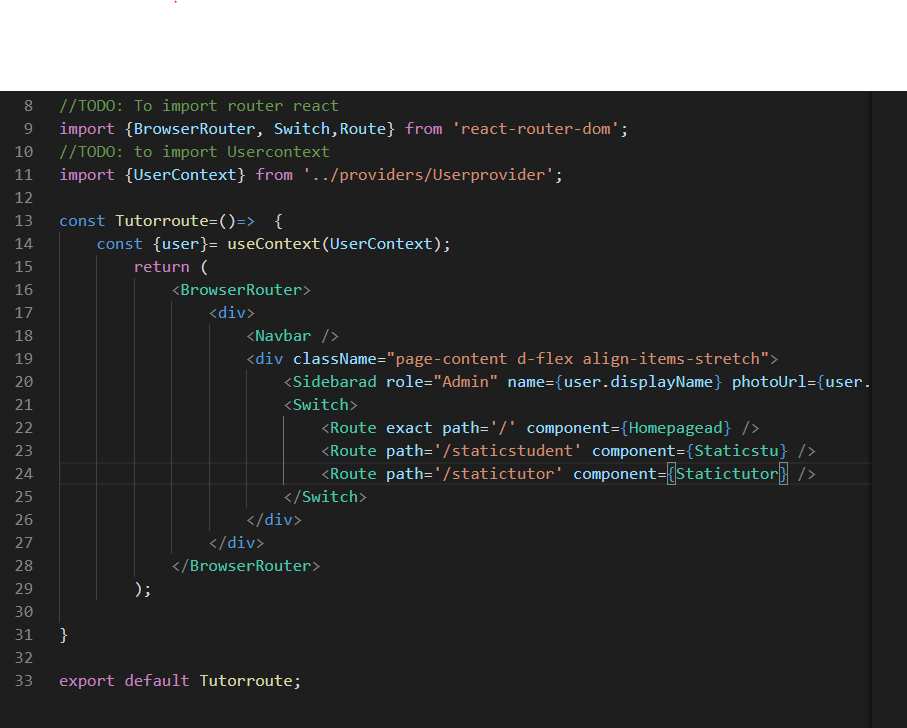 8 //TODO: To import router react
9 import {BrowserRouter, Switch,Route} from 'react-router-dom';
10 //TODO: to import Usercontext
11 import {UserContext} from '../providers/Userprovider';
12
13 const Tutorroute=()=>  {
14     const {user}= useContext(UserContext);
15         return (
16             <BrowserRouter>
17                 <div>
18                     <Navbar />
19                     <div className="page-content d-flex align-items-stretch">
20                         <Sidebarad role="Admin" name={user.displayName} photoUrl={user.
21                         <Switch>
22                             <Route exact path='/' component={Homepagead} />
23                             <Route path='/staticstudent' component={Staticstu} />
24                             <Route path='/statictutor' component={Statictutor} />
25                         </Switch>
26                     </div>
27                 </div>
28             </BrowserRouter>
29         );
30
31 }
32
33 export default Tutorroute;